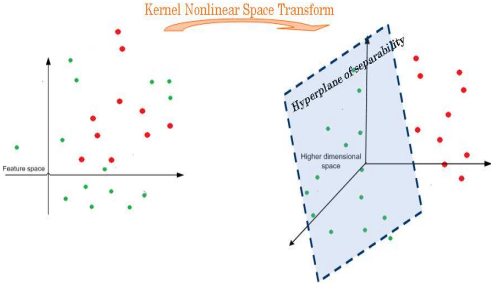 Kernel Nonlinear Space Transform
Hyperplane of separability
Feature space
Higher dimensional
space